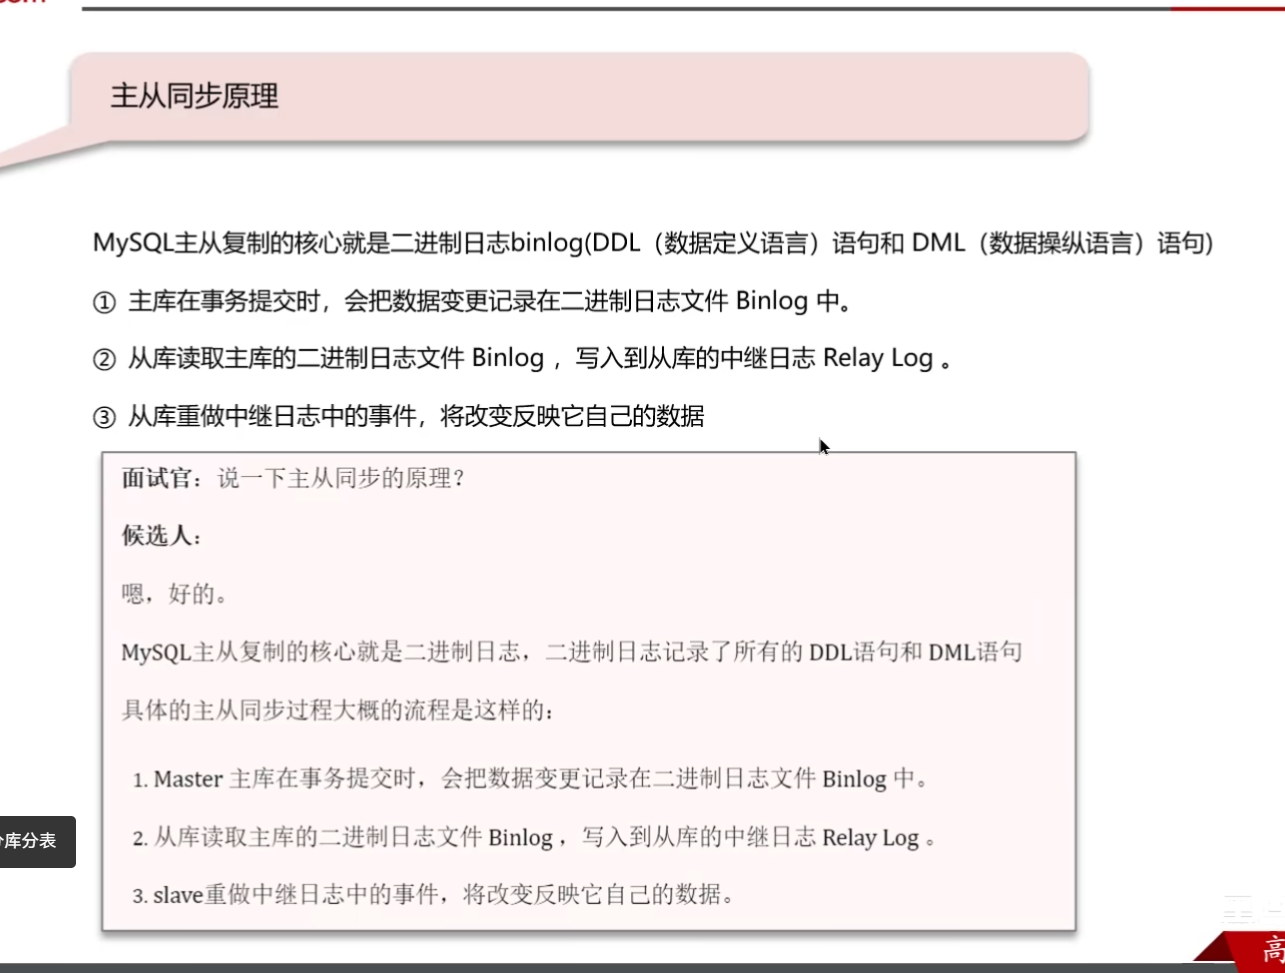 主从同步原理
MySQL主从复制的核心就是二进制日志binlog(DDL（数据定义语言）语句和 DML（数据操纵语言）语句)
① 主库在事务提交时，会把数据变更记录在二进制日志文件 Binlog 中。
② 从库读取主库的二进制日志文件 Binlog ，写入到从库的中继日志 Relay Log 。
③ 从库重做中继日志中的事件，将改变反映它自己的数据
面试官：说一下主从同步的原理？
候选人：
嗯，好的。
MySQL主从复制的核心就是二进制日志，二进制日志记录了所有的 DDL语句和 DML语句
具体的主从同步过程大概的流程是这样的：
1. Master 主库在事务提交时，会把数据变更记录在二进制日志文件 Binlog 中。
2. 从库读取主库的二进制日志文件 Binlog ，写入到从库的中继日志 Relay Log 。
3. slave重做中继日志中的事件，将改变反映它自己的数据。
库分表
高